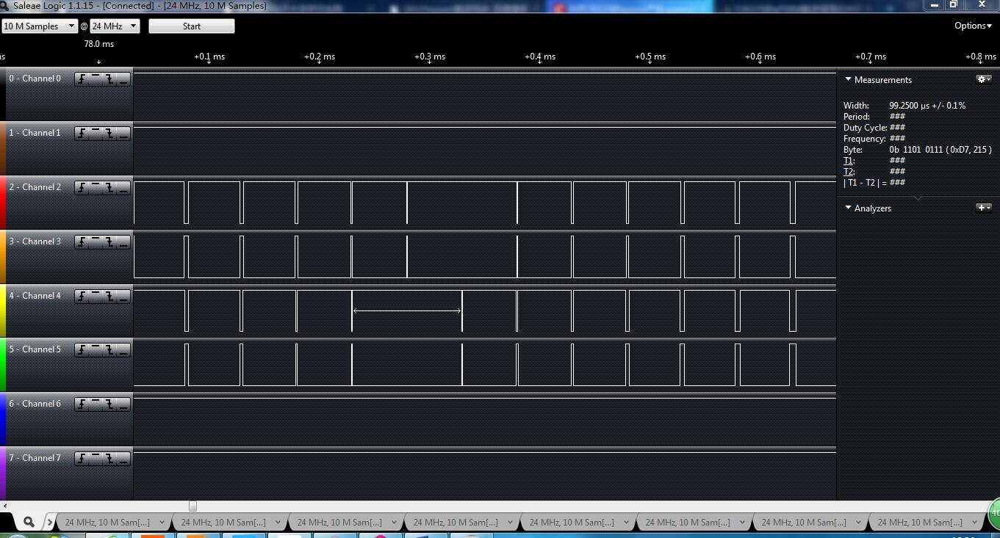 Saleae Logic 1.1.15 - [Connected] - [24 MHz, 10 M Samples]
10 M Samples @ 24 MHz Start Options
78.0 ms
+0.1 ms +0.2 ms +0.3 ms +0.4 ms +0.5 ms +0.6 ms +0.7 ms +0.8 ms
0 - Channel 0
Measurements
Width: 99.2500 µs +/- 0.1%
Period: ###
Duty Cycle: ###
1 - Channel 1
Frequency: ###
Byte: 0b 1101 0111 ( 0xD7, 215 )
T1: ###
T2: ###
| T1 - T2 | = ###
2 - Channel 2
Analyzers
3 - Channel 3
4 - Channel 4
5 - Channel 5
6 - Channel 6
7 - Channel 7
24 MHz, 10 M Sam[...] 24 MHz, 10 M Sam[...] 24 MHz, 10 M Sam[...] 24 MHz, 10 M Sam[...] 24 MHz, 10 M Sam[...] 24 MHz, 10 M Sam[...] 24 MHz, 10 M Sam[...] 24 MHz, 10 M Sam[...]